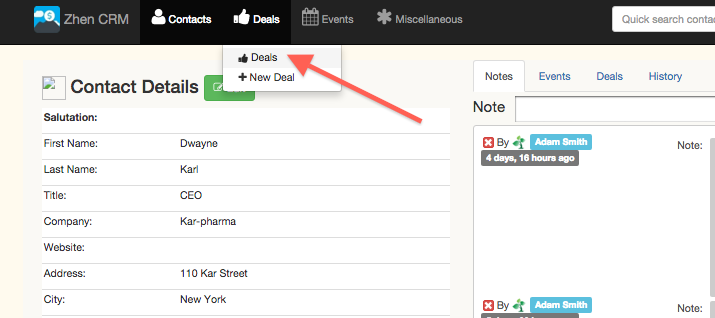 Zhen CRM Contacts Deals Events Miscellaneous Quick search contac
Deals
New Deal
Contact Details
Notes Events Deals History
Note
Salutation:
First Name: Dwayne
Last Name: Karl
Title: CEO
Company: Kar-pharma
Website:
Address: 110 Kar Street
City: New York
By Adam Smith Note:
4 days, 16 hours ago
By Adam Smith Note: